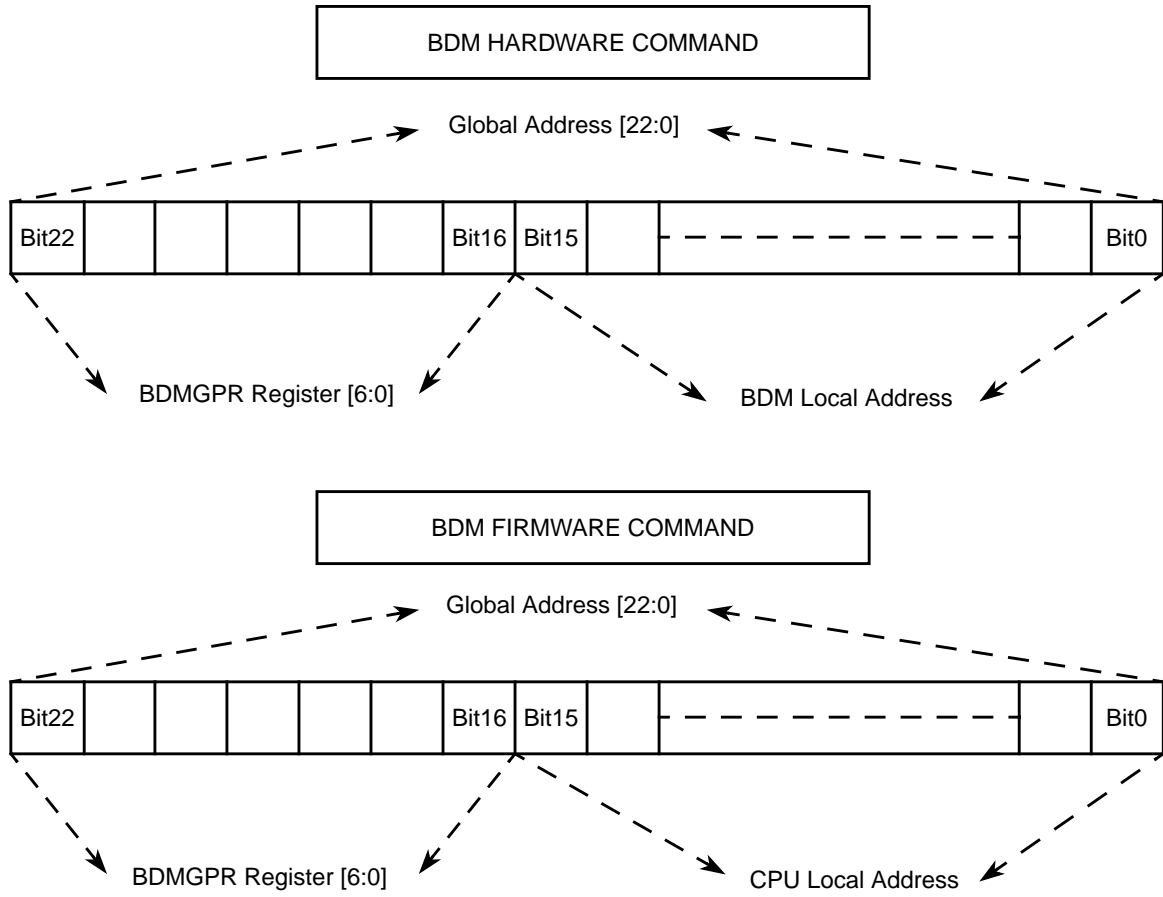 BDM HARDWARE COMMAND
Global Address [22:0]
Bit22 Bit16 Bit15 Bit0
BDMGPR Register [6:0] BDM Local Address
BDM FIRMWARE COMMAND
Global Address [22:0]
Bit22 Bit16 Bit15 Bit0
BDMGPR Register [6:0] CPU Local Address